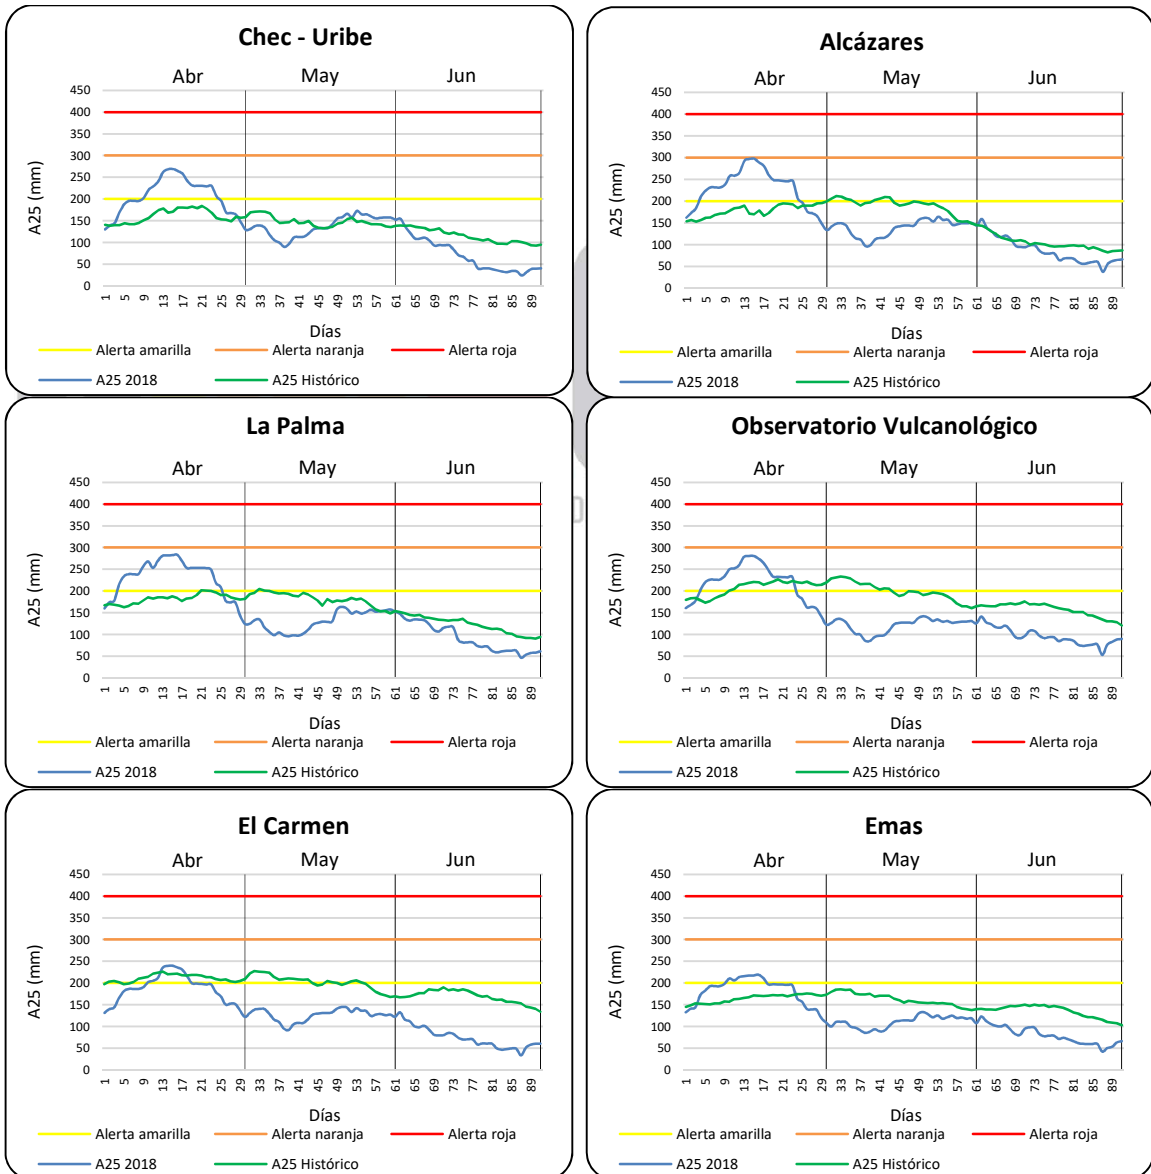 Chec - Uribe
Abr May Jun
450
400
350
300
250
200
150
100
50
0
A25 (mm)
1 5 9 13 17 21 25 29 33 37 41 45 49 53 57 61 65 69 73 77 81 85 89
Días
Alerta amarilla Alerta naranja Alerta roja
A25 2018 A25 Histórico
Alcázares
Abr May Jun
450
400
350
300
250
200
150
100
50
0
A25 (mm)
1 5 9 13 17 21 25 29 33 37 41 45 49 53 57 61 65 69 73 77 81 85 89
Días
Alerta amarilla Alerta naranja Alerta roja
A25 2018 A25 Histórico
La Palma
Abr May Jun
450
400
350
300
250
200
150
100
50
0
A25 (mm)
1 5 9 13 17 21 25 29 33 37 41 45 49 53 57 61 65 69 73 77 81 85 89
Días
Alerta amarilla Alerta naranja Alerta roja
A25 2018 A25 Histórico
Observatorio Vulcanológico
Abr May Jun
450
400
350
300
250
200
150
100
50
0
A25 (mm)
1 5 9 13 17 21 25 29 33 37 41 45 49 53 57 61 65 69 73 77 81 85 89
Días
Alerta amarilla Alerta naranja Alerta roja
A25 2018 A25 Histórico
El Carmen
Abr May Jun
450
400
350
300
250
200
150
100
50
0
A25 (mm)
1 5 9 13 17 21 25 29 33 37 41 45 49 53 57 61 65 69 73 77 81 85 89
Días
Alerta amarilla Alerta naranja Alerta roja
A25 2018 A25 Histórico
Emas
Abr May Jun
450
400
350
300
250
200
150
100
50
0
A25 (mm)
1 5 9 13 17 21 25 29 33 37 41 45 49 53 57 61 65 69 73 77 81 85 89
Días
Alerta amarilla Alerta naranja Alerta roja
A25 2018 A25 Histórico